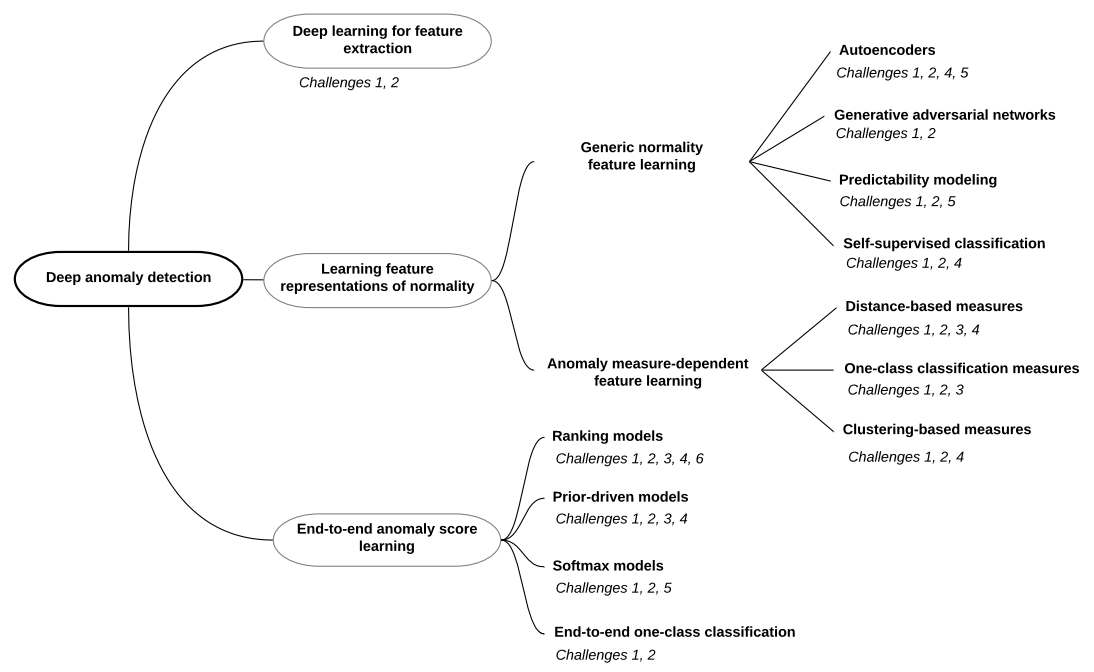 Deep anomaly detection
Deep learning for feature
extraction
Challenges 1, 2
Learning feature
representations of normality
Generic normality
feature learning
Autoencoders
Challenges 1, 2, 4, 5
Generative adversarial networks
Challenges 1, 2
Predictability modeling
Challenges 1, 2, 5
Self-supervised classification
Challenges 1, 2, 4
Anomaly measure-dependent
feature learning
Distance-based measures
Challenges 1, 2, 3, 4
One-class classification measures
Challenges 1, 2, 3
Clustering-based measures
Challenges 1, 2, 4
End-to-end anomaly score
learning
Ranking models
Challenges 1, 2, 3, 4, 6
Prior-driven models
Challenges 1, 2, 3, 4
Softmax models
Challenges 1, 2, 5
End-to-end one-class classification
Challenges 1, 2